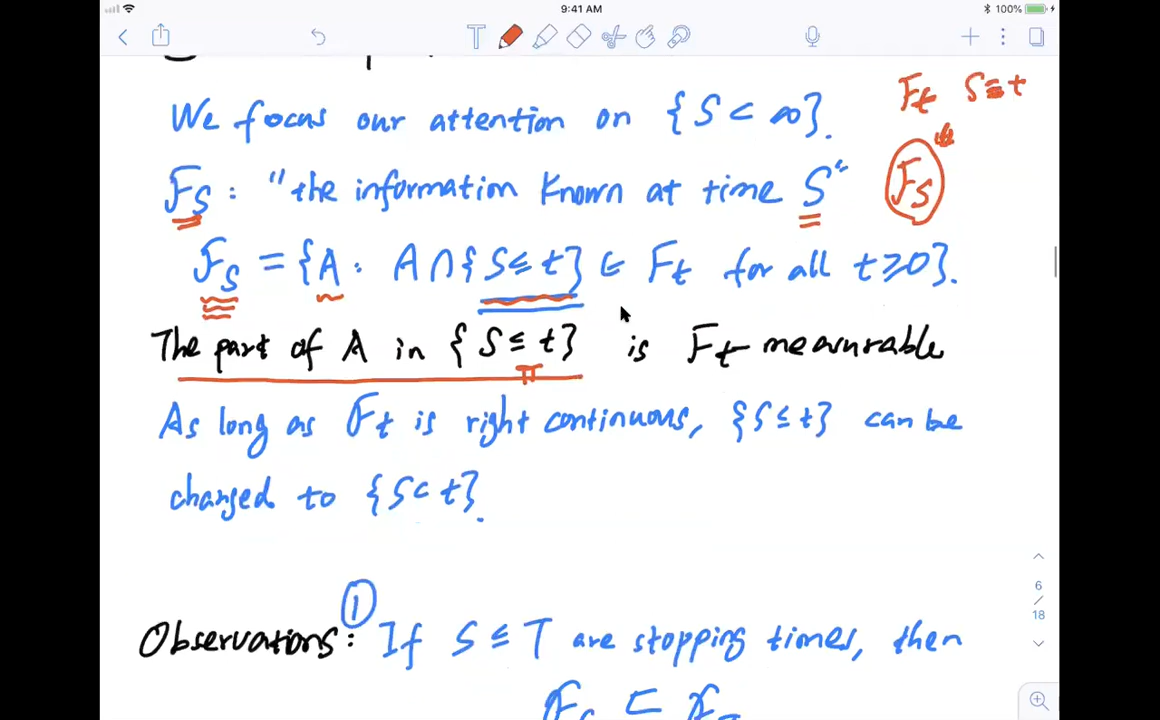 9:41 AM
100%
We focus our attention on {S < ∞}.
Ft S≡t
Fs : "the information known at time S"
Fs
Fs = {A : A ∩ {S ≤ t} ∈ Ft for all t ≥ 0}.
The part of A in {S ≤ t} is Ft measurable
As long as Ft is right continuous, {S ≤ t} can be
changed to {S < t}.
6
/
18
Observations: ① If S ≤ T are stopping times, then